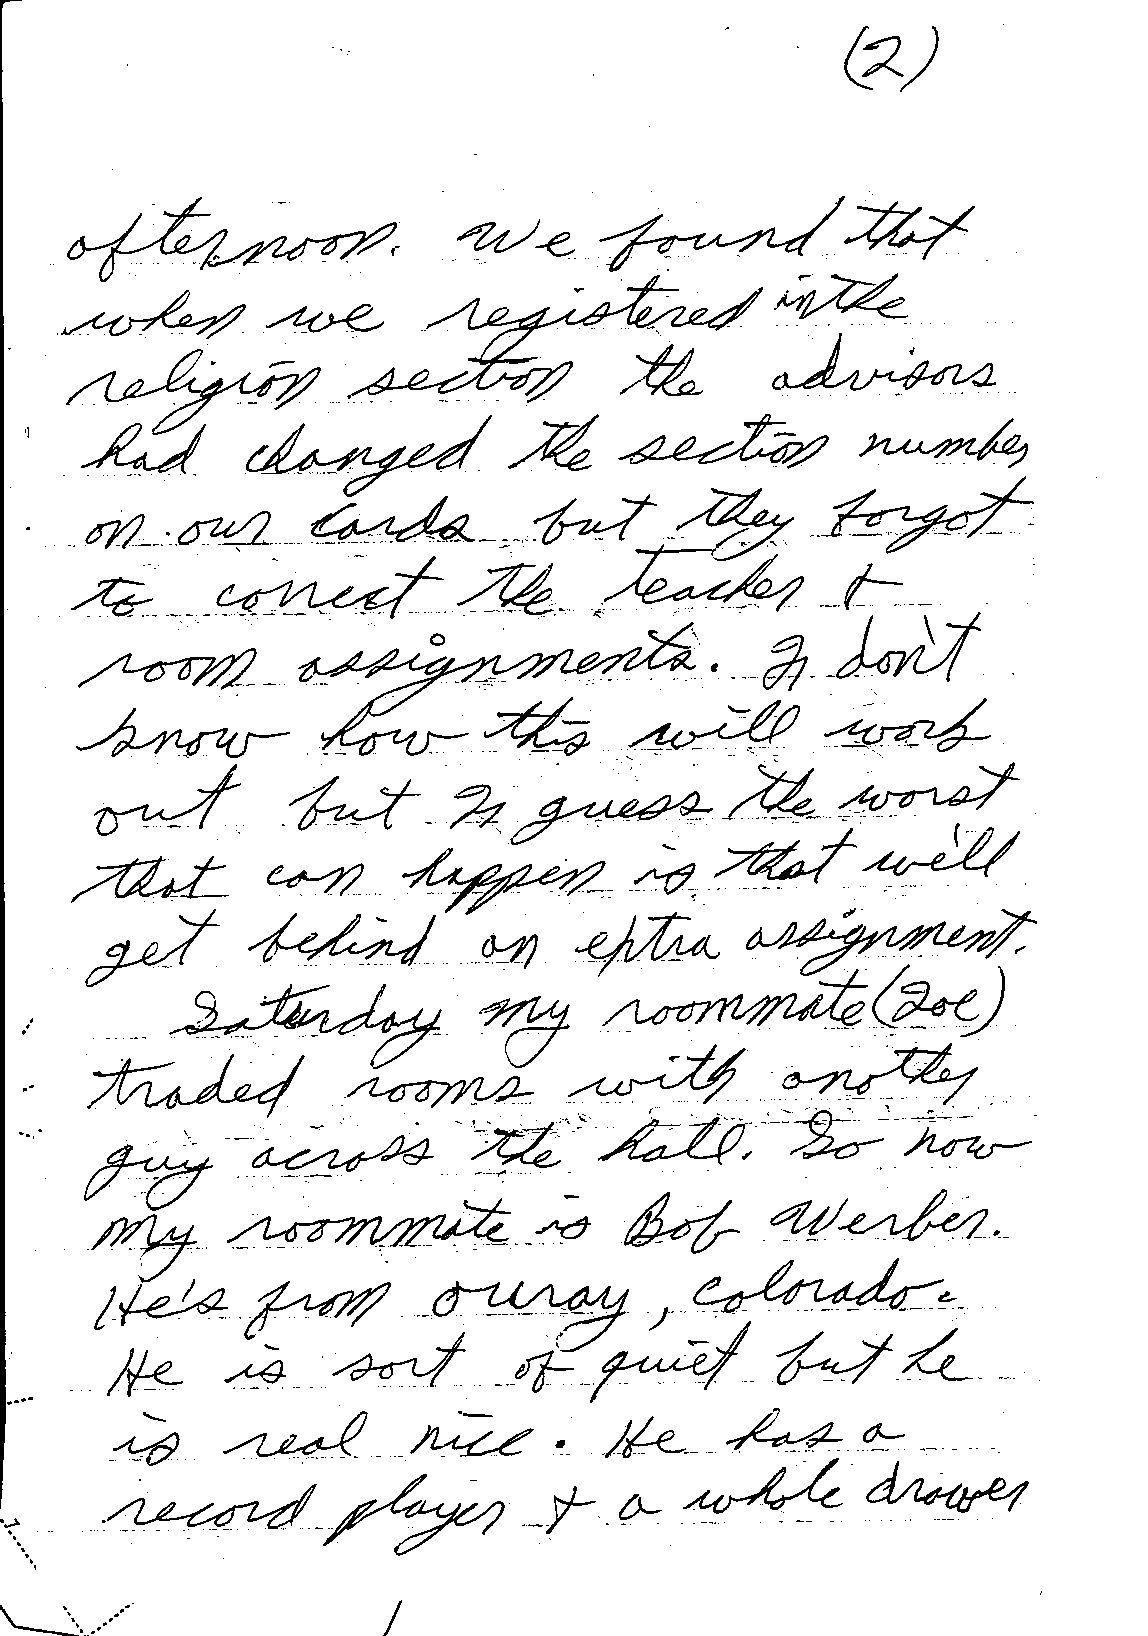 (2)
afternoon. We found that
when we registered in the
religion section the advisors
had changed the section number
on our cards but they forgot
to correct the teacher &
room assignments. I don't
know how this will work
out but I guess the worst
that can happen is that we'll
get behind an extra assignment.
Saturday my roommate (Joe)
traded rooms with another
guy across the hall. So now
my roommate is Bob Werber.
He's from Ouray, Colorado.
He is sort of quiet but he
is real nice. He has a
record player & a whole drawer